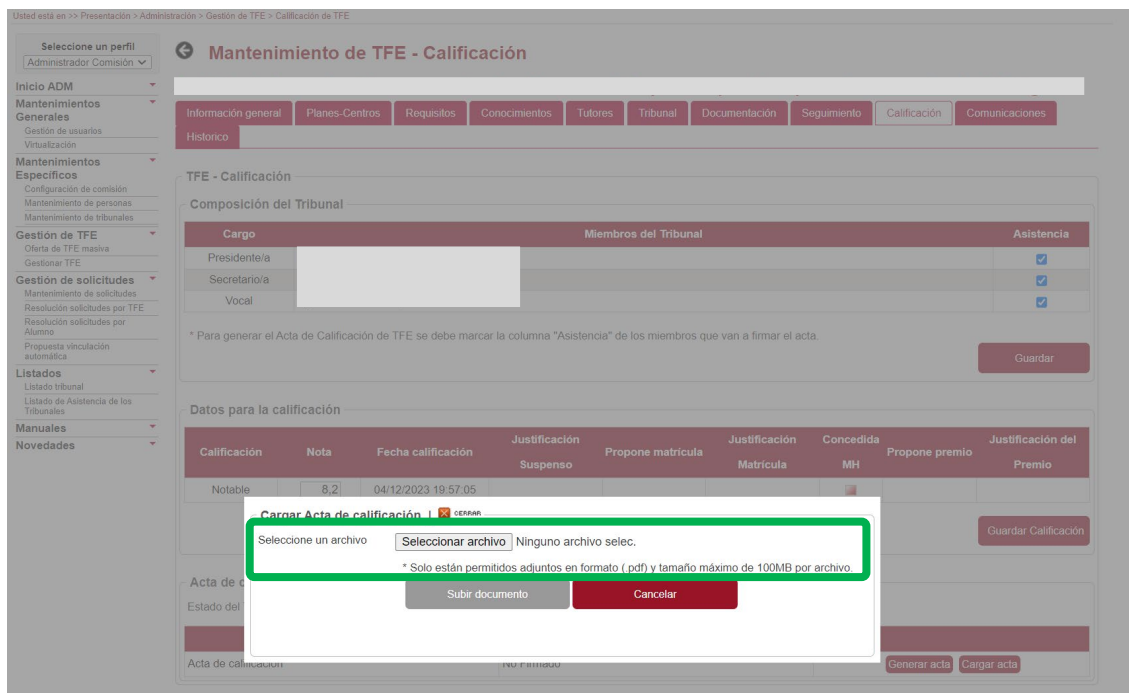 Usted está en >> Presentación > Administración > Gestión de TFE > Calificación de TFE
Seleccione un perfil
Administrador Comisión
Inicio ADM
Mantenimientos
Generales
Gestión de usuarios
Virtualización
Mantenimientos
Específicos
Configuración de comisión
Mantenimiento de personas
Mantenimiento de tribunales
Gestión de TFE
Oferta de TFE masiva
Gestionar TFE
Gestión de solicitudes
Mantenimiento de solicitudes
Resolución solicitudes por TFE
Resolución solicitudes por
Alumno
Propuesta vinculación
automática
Listados
Listado tribunal
Listado de Asistencia de los
Tribunales
Manuales
Novedades
Mantenimiento de TFE - Calificación
Información general Planes-Centros Requisitos Conocimientos Tutores Tribunal Documentación Seguimiento Calificación Comunicaciones
Historico
TFE - Calificación
Composición del Tribunal
Cargo Miembros del Tribunal Asistencia
Presidente/a
Secretario/a
Vocal
* Para generar el Acta de Calificación de TFE se debe marcar la columna "Asistencia" de los miembros que van a firmar el acta.
Guardar
Datos para la calificación
Calificación Nota Fecha calificación Justificación Suspenso Propone matrícula Justificación Matrícula Concedida MH Propone premio Justificación del Premio
Notable 8,2 04/12/2023 19:57:05
Guardar Calificación
Cargar Acta de calificación | CERRAR
Seleccione un archivo Seleccionar archivo Ninguno archivo selec.
* Solo están permitidos adjuntos en formato (.pdf) y tamaño máximo de 100MB por archivo.
Subir documento Cancelar
Acta de c
Estado del
Acta de calificación No Firmado Generar acta Cargar acta